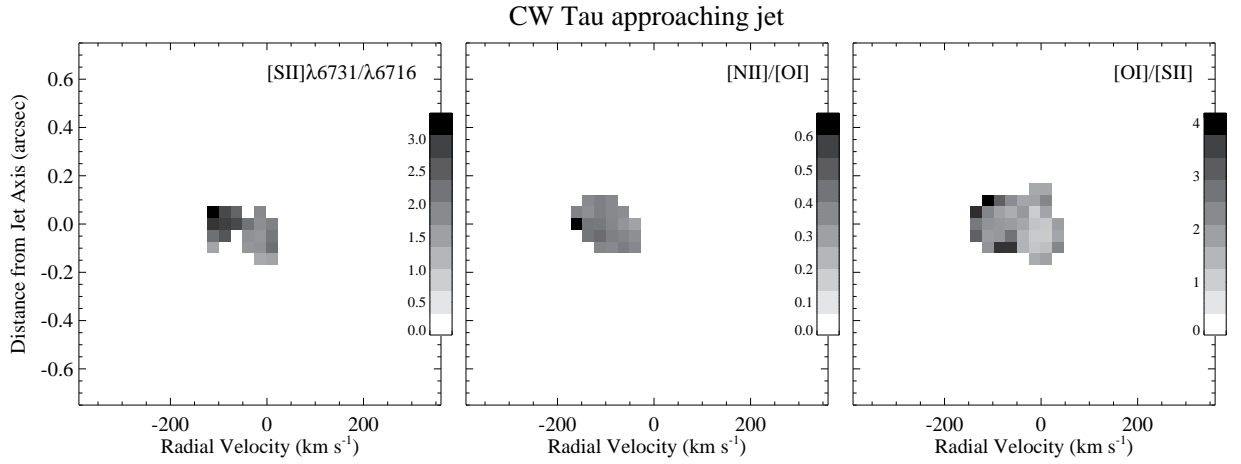 CW Tau approaching jet
[SII]λ6731/λ6716
[NII]/[OI]
[OI]/[SII]
Distance from Jet Axis (arcsec)
0.6
0.4
0.2
0.0
-0.2
-0.4
-0.6
3.0
2.5
2.0
1.5
1.0
0.5
0.0
0.6
0.5
0.4
0.3
0.2
0.1
0.0
4
3
2
1
0
-200 0 200
-200 0 200
-200 0 200
Radial Velocity (km s-1)
Radial Velocity (km s-1)
Radial Velocity (km s-1)